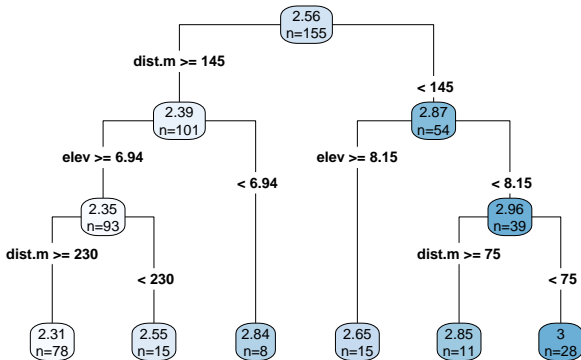 2.56
n=155
dist.m >= 145
< 145
2.39
n=101
2.87
n=54
elev >= 6.94
< 6.94
elev >= 8.15
< 8.15
2.35
n=93
2.96
n=39
dist.m >= 230
< 230
dist.m >= 75
< 75
2.31
n=78
2.55
n=15
2.84
n=8
2.65
n=15
2.85
n=11
3
n=28